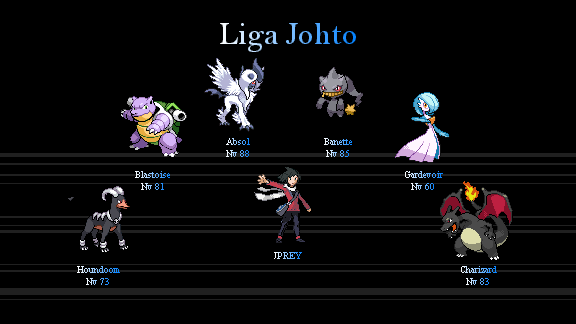 Liga Johto
Absol
Nv 88
Banette
Nv 85
Blastoise
Nv 81
Gardevoir
Nv 60
Houndoom
Nv 73
JPREY
Charizard
Nv 83